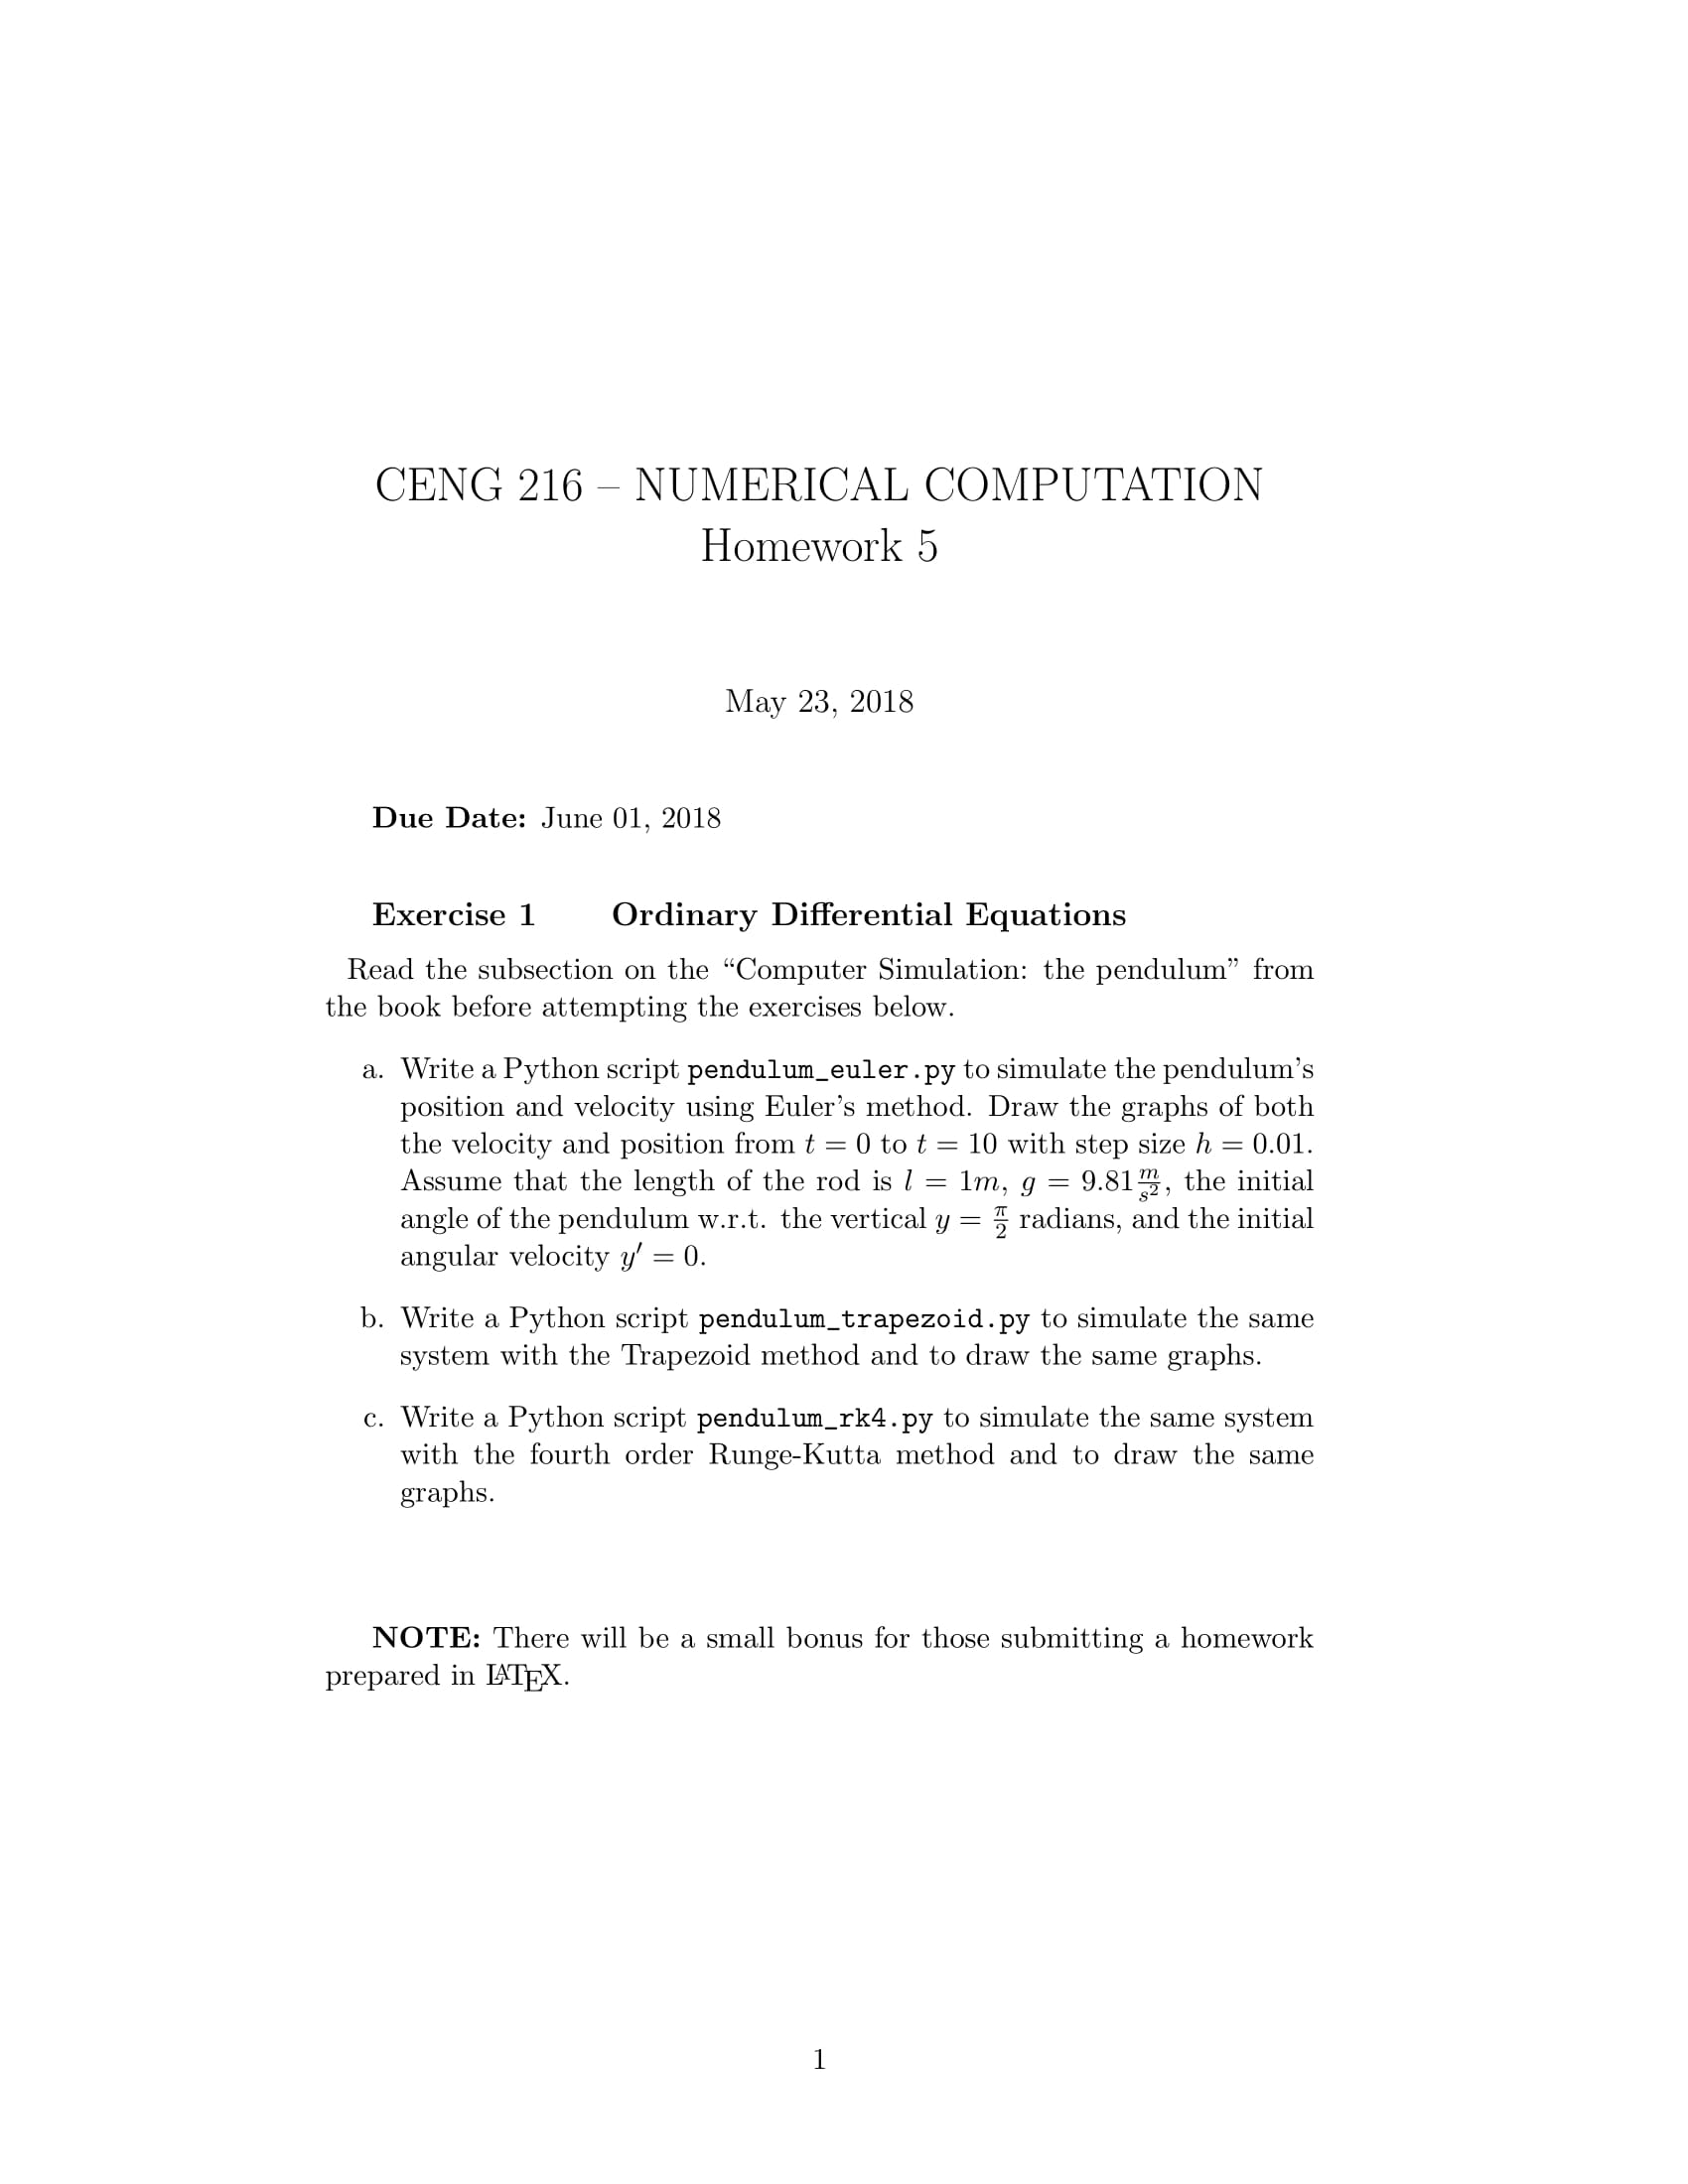 CENG 216 – NUMERICAL COMPUTATION
Homework 5
May 23, 2018
Due Date: June 01, 2018
Exercise 1 Ordinary Differential Equations
Read the subsection on the “Computer Simulation: the pendulum” from
the book before attempting the exercises below.
a. Write a Python script pendulum_euler.py to simulate the pendulum’s
position and velocity using Euler’s method. Draw the graphs of both
the velocity and position from t = 0 to t = 10 with step size h = 0.01.
Assume that the length of the rod is l = 1m, g = 9.81 m/s², the initial
angle of the pendulum w.r.t. the vertical y = π/2 radians, and the initial
angular velocity y′ = 0.
b. Write a Python script pendulum_trapezoid.py to simulate the same
system with the Trapezoid method and to draw the same graphs.
c. Write a Python script pendulum_rk4.py to simulate the same system
with the fourth order Runge-Kutta method and to draw the same
graphs.
NOTE: There will be a small bonus for those submitting a homework
prepared in LATEX.
1